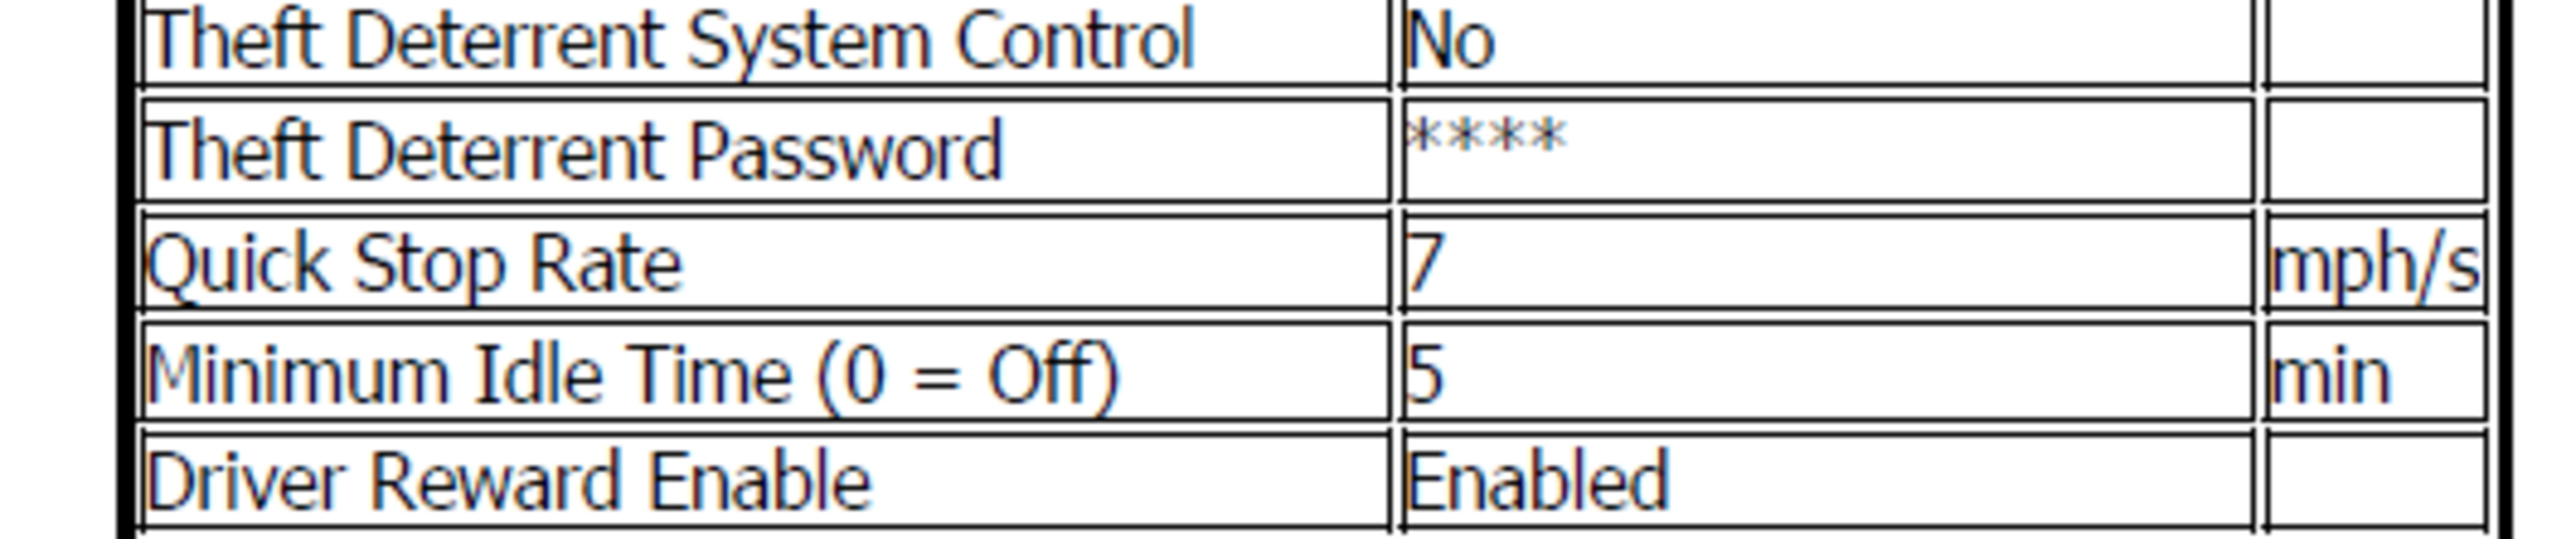 Theft Deterrent System Control No
Theft Deterrent Password ****
Quick Stop Rate 7 mph/s
Minimum Idle Time (0 = Off) 5 min
Driver Reward Enable Enabled